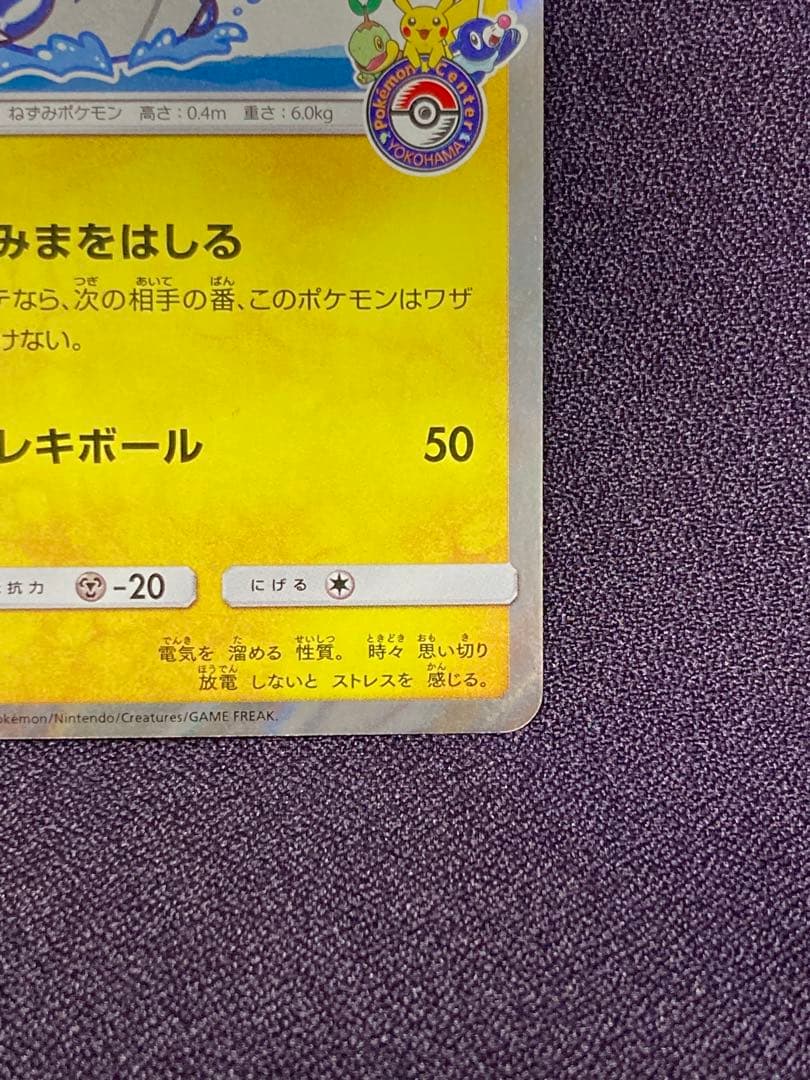 ねずみポケモン 高さ:0.4m 重さ:6.0kg
Pokémon Center
YOKOHAMA
みまをはしる
なら、次の相手の番、このポケモンはワザ
けない。
レキボール 50
抗力 -20 にげる
電気を 溜める 性質。 時々 思い切り
放電 しないと ストレスを 感じる。
okémon/Nintendo/Creatures/GAME FREAK.